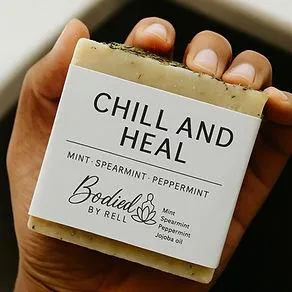 CHILL AND
HEAL
MINT · SPEARMINT · PEPPERMINT
Bodied
BY RELL
Mint
Spearmint
Peppermint
Jojoba oil